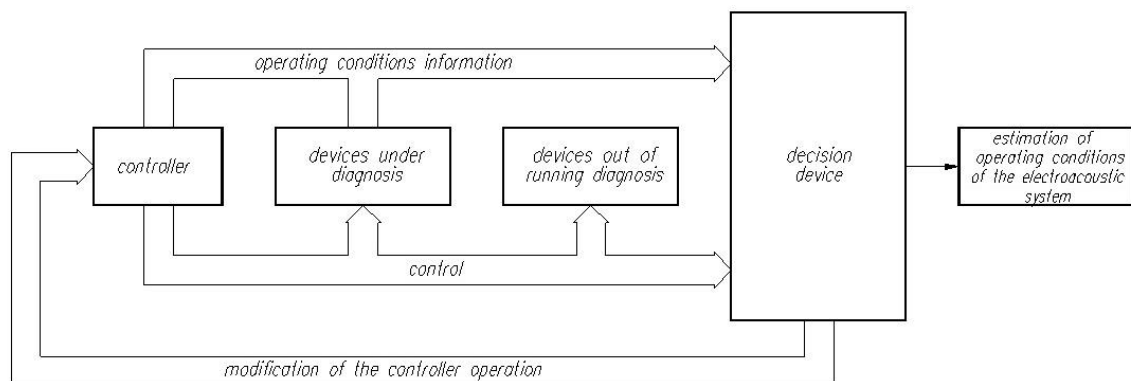 operating conditions information
controller
devices under
diagnosis
devices out of
running diagnosis
decision
device
estimation of
operating conditions
of the electroacoustic
system
control
modification of the controller operation